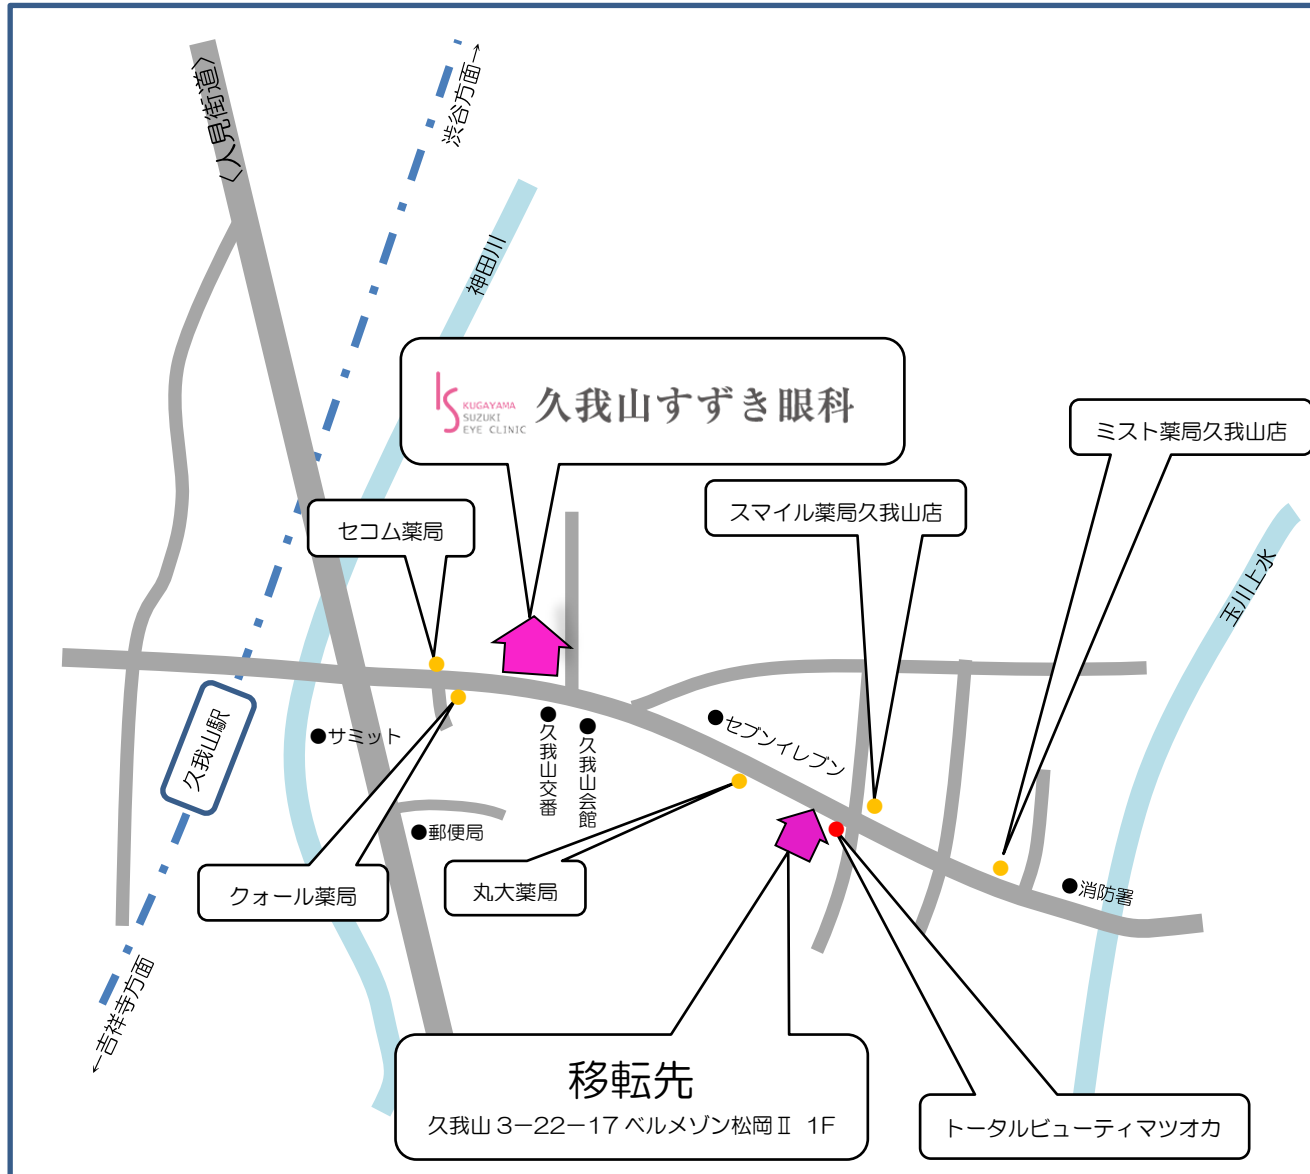 〈人見街道〉
渋谷方面→
神田川
KUGAYAMA
SUZUKI
EYE CLINIC
久我山すずき眼科
ミスト薬局久我山店
スマイル薬局久我山店
セコム薬局
玉川上水
久我山駅
サミット
久我山交番
久我山会館
セブンイレブン
郵便局
クォール薬局
丸大薬局
消防署
←吉祥寺方面
移転先
久我山3−22−17ベルメゾン松岡Ⅱ 1F
トータルビューティマツオカ